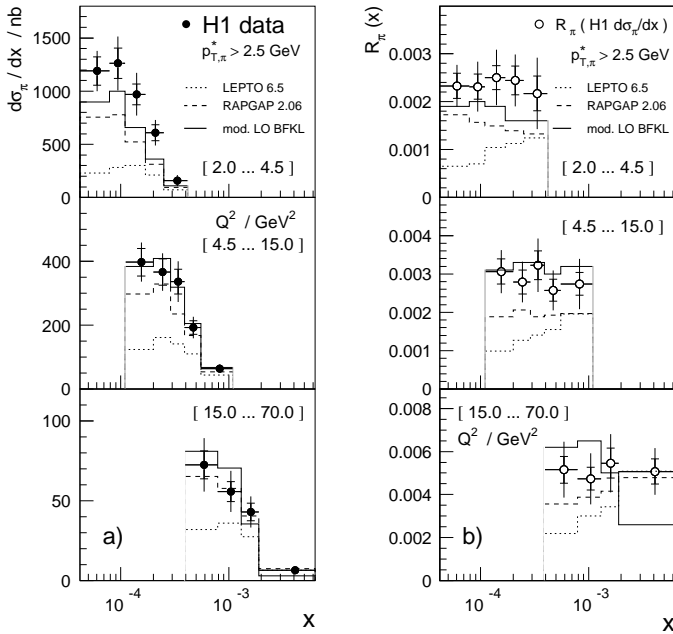 H1 data
p*T,π > 2.5 GeV
LEPTO 6.5
RAPGAP 2.06
mod. LO BFKL
[ 2.0 ... 4.5 ]
dσπ / dx / nb
1500
1000
500
0
Q² / GeV²
[ 4.5 ... 15.0 ]
400
200
0
[ 15.0 ... 70.0 ]
100
50
0
a)
10⁻⁴
10⁻³
x
Rπ ( H1 dσπ/dx )
p*T,π > 2.5 GeV
LEPTO 6.5
RAPGAP 2.06
mod. LO BFKL
[ 2.0 ... 4.5 ]
Rπ (x)
0.004
0.003
0.002
0.001
0
[ 4.5 ... 15.0 ]
0.004
0.003
0.002
0.001
0
[ 15.0 ... 70.0 ]
Q² / GeV²
0.008
0.006
0.004
0.002
0
b)
10⁻⁴
10⁻³
x